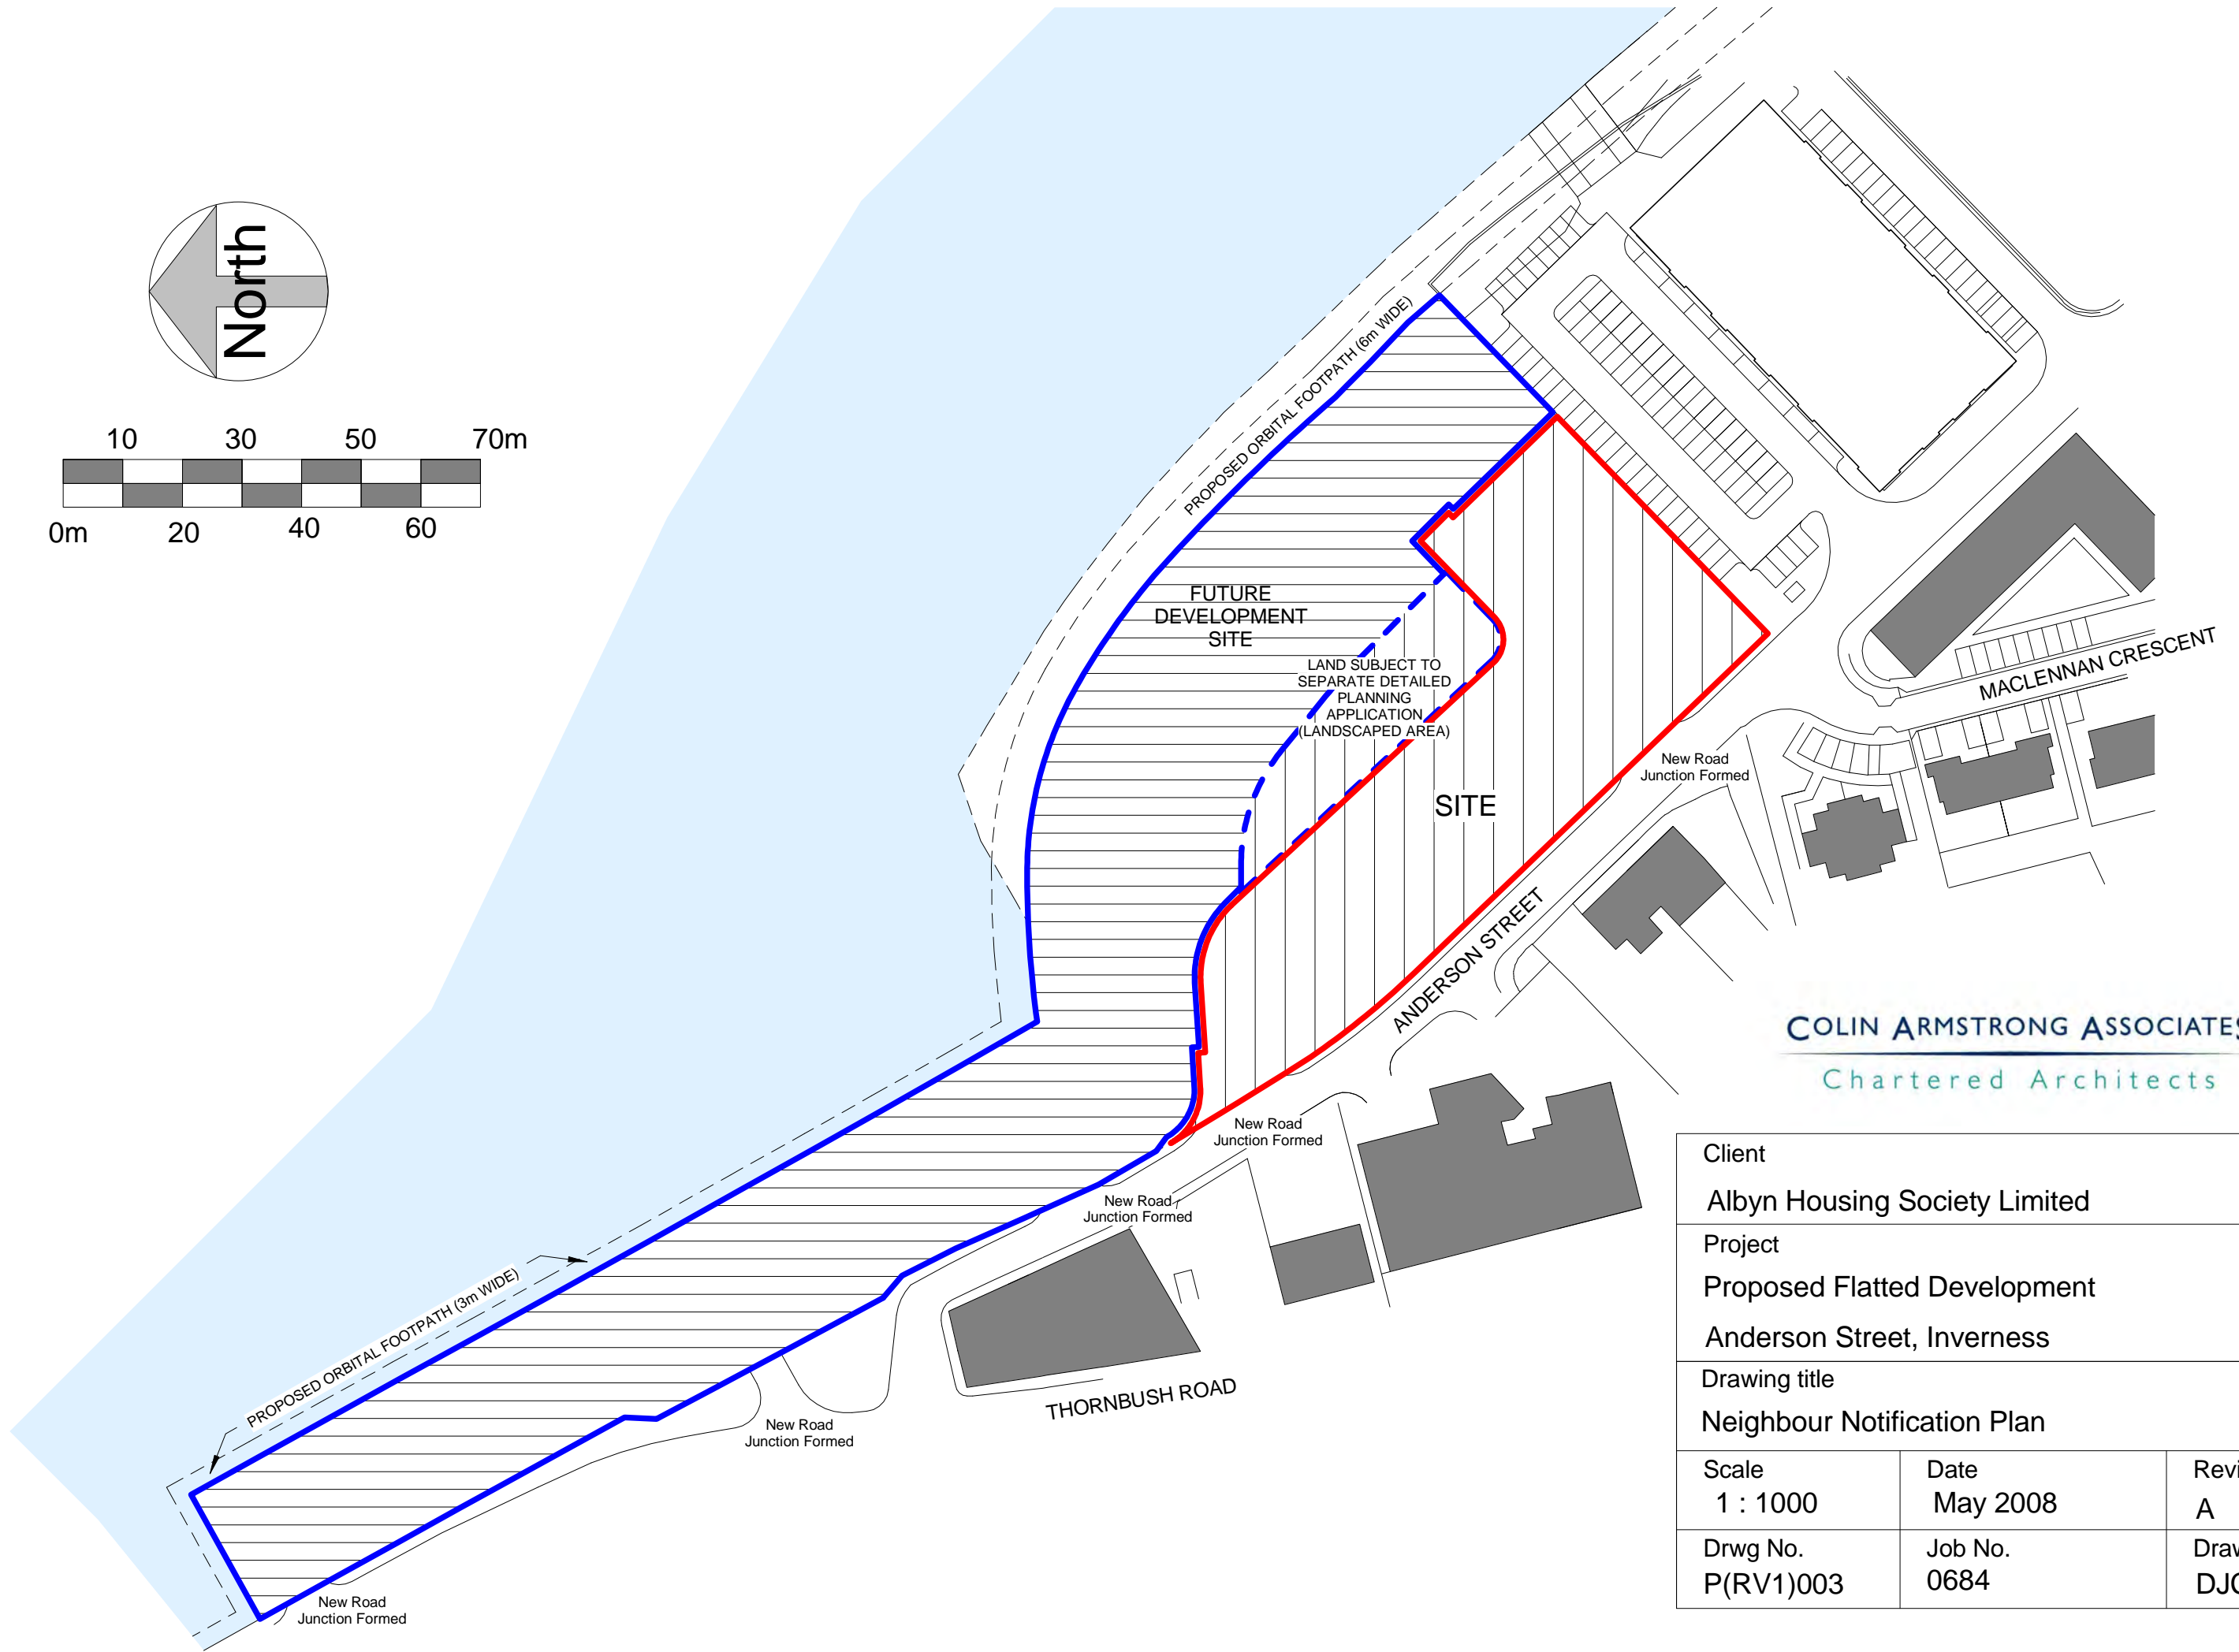 North
10 30 50 70m
0m 20 40 60
PROPOSED ORBITAL FOOTPATH (6m WIDE)
FUTURE
DEVELOPMENT
SITE
LAND SUBJECT TO
SEPARATE DETAILED
PLANNING
APPLICATION
(LANDSCAPED AREA)
MACLENNAN CRESCENT
New Road
Junction Formed
SITE
ANDERSON STREET
New Road
Junction Formed
New Road
Junction Formed
PROPOSED ORBITAL FOOTPATH (3m WIDE)
THORNBUSH ROAD
New Road
Junction Formed
New Road
Junction Formed
COLIN ARMSTRONG ASSOCIATES
Chartered Architects
Client
Albyn Housing Society Limited
Project
Proposed Flatted Development
Anderson Street, Inverness
Drawing title
Neighbour Notification Plan
Scale Date
1 : 1000 May 2008 A
Drwg No. Job No.
P(RV1)003 0684